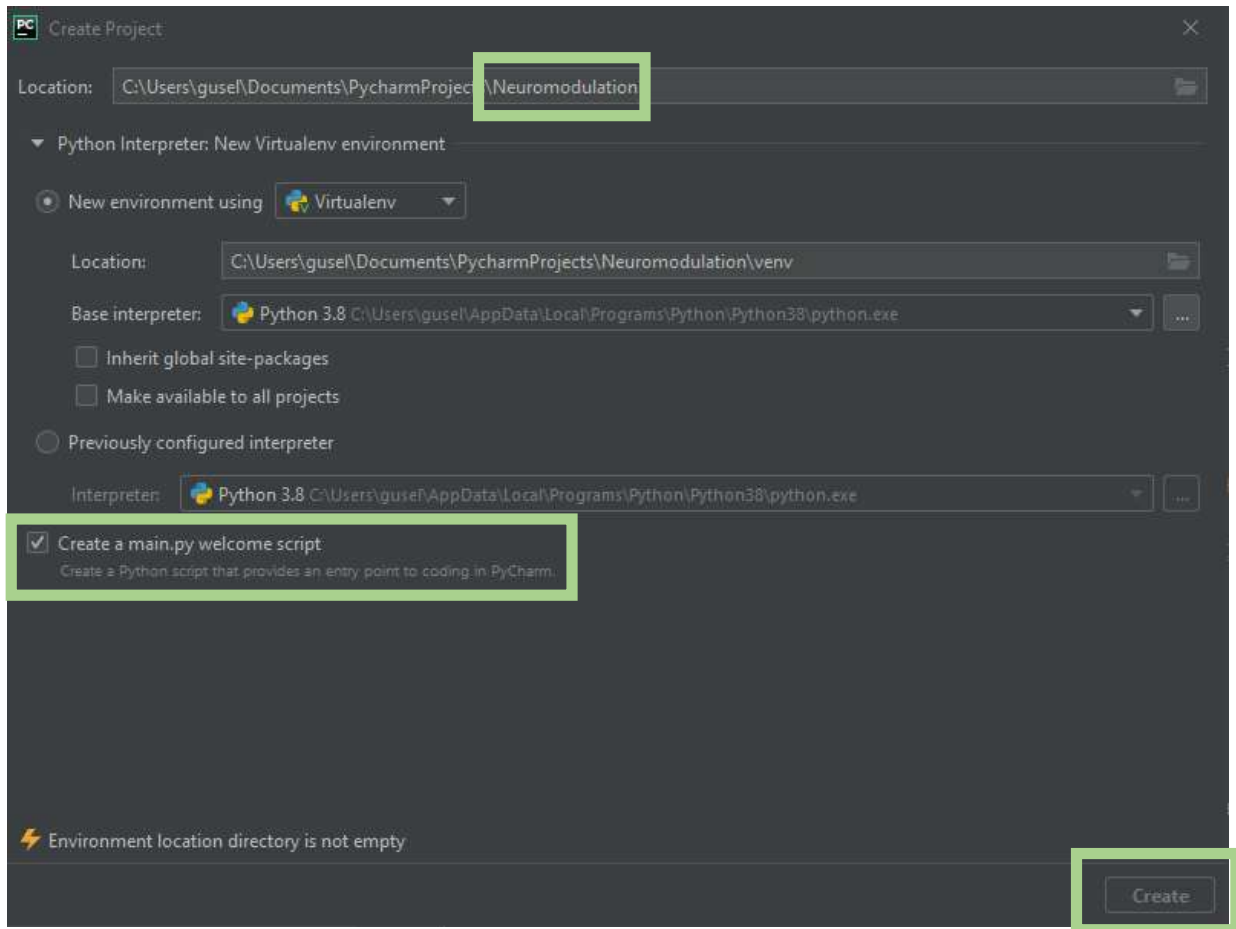 PC Create Project
Location: C:\Users\gusel\Documents\PycharmProject \Neuromodulation
Python Interpreter: New Virtualenv environment
New environment using Virtualenv
Location: C:\Users\gusel\Documents\PycharmProjects\Neuromodulation\venv
Base interpreter: Python 3.8 C:\Users\gusel\AppData\Local\Programs\Python\Python38\python.exe ...
Inherit global site-packages
Make available to all projects
Previously configured interpreter
Interpreter: Python 3.8 C:\Users\gusel\AppData\Local\Programs\Python\Python38\python.exe ...
Create a main.py welcome script
Create a Python script that provides an entry point to coding in PyCharm.
Environment location directory is not empty
Create